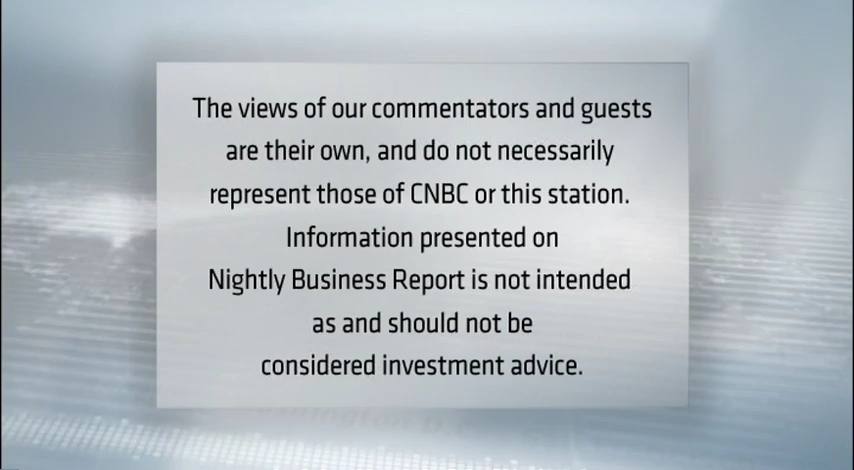 The views of our commentators and guests
are their own, and do not necessarily
represent those of CNBC or this station.
Information presented on
Nightly Business Report is not intended
as and should not be
considered investment advice.